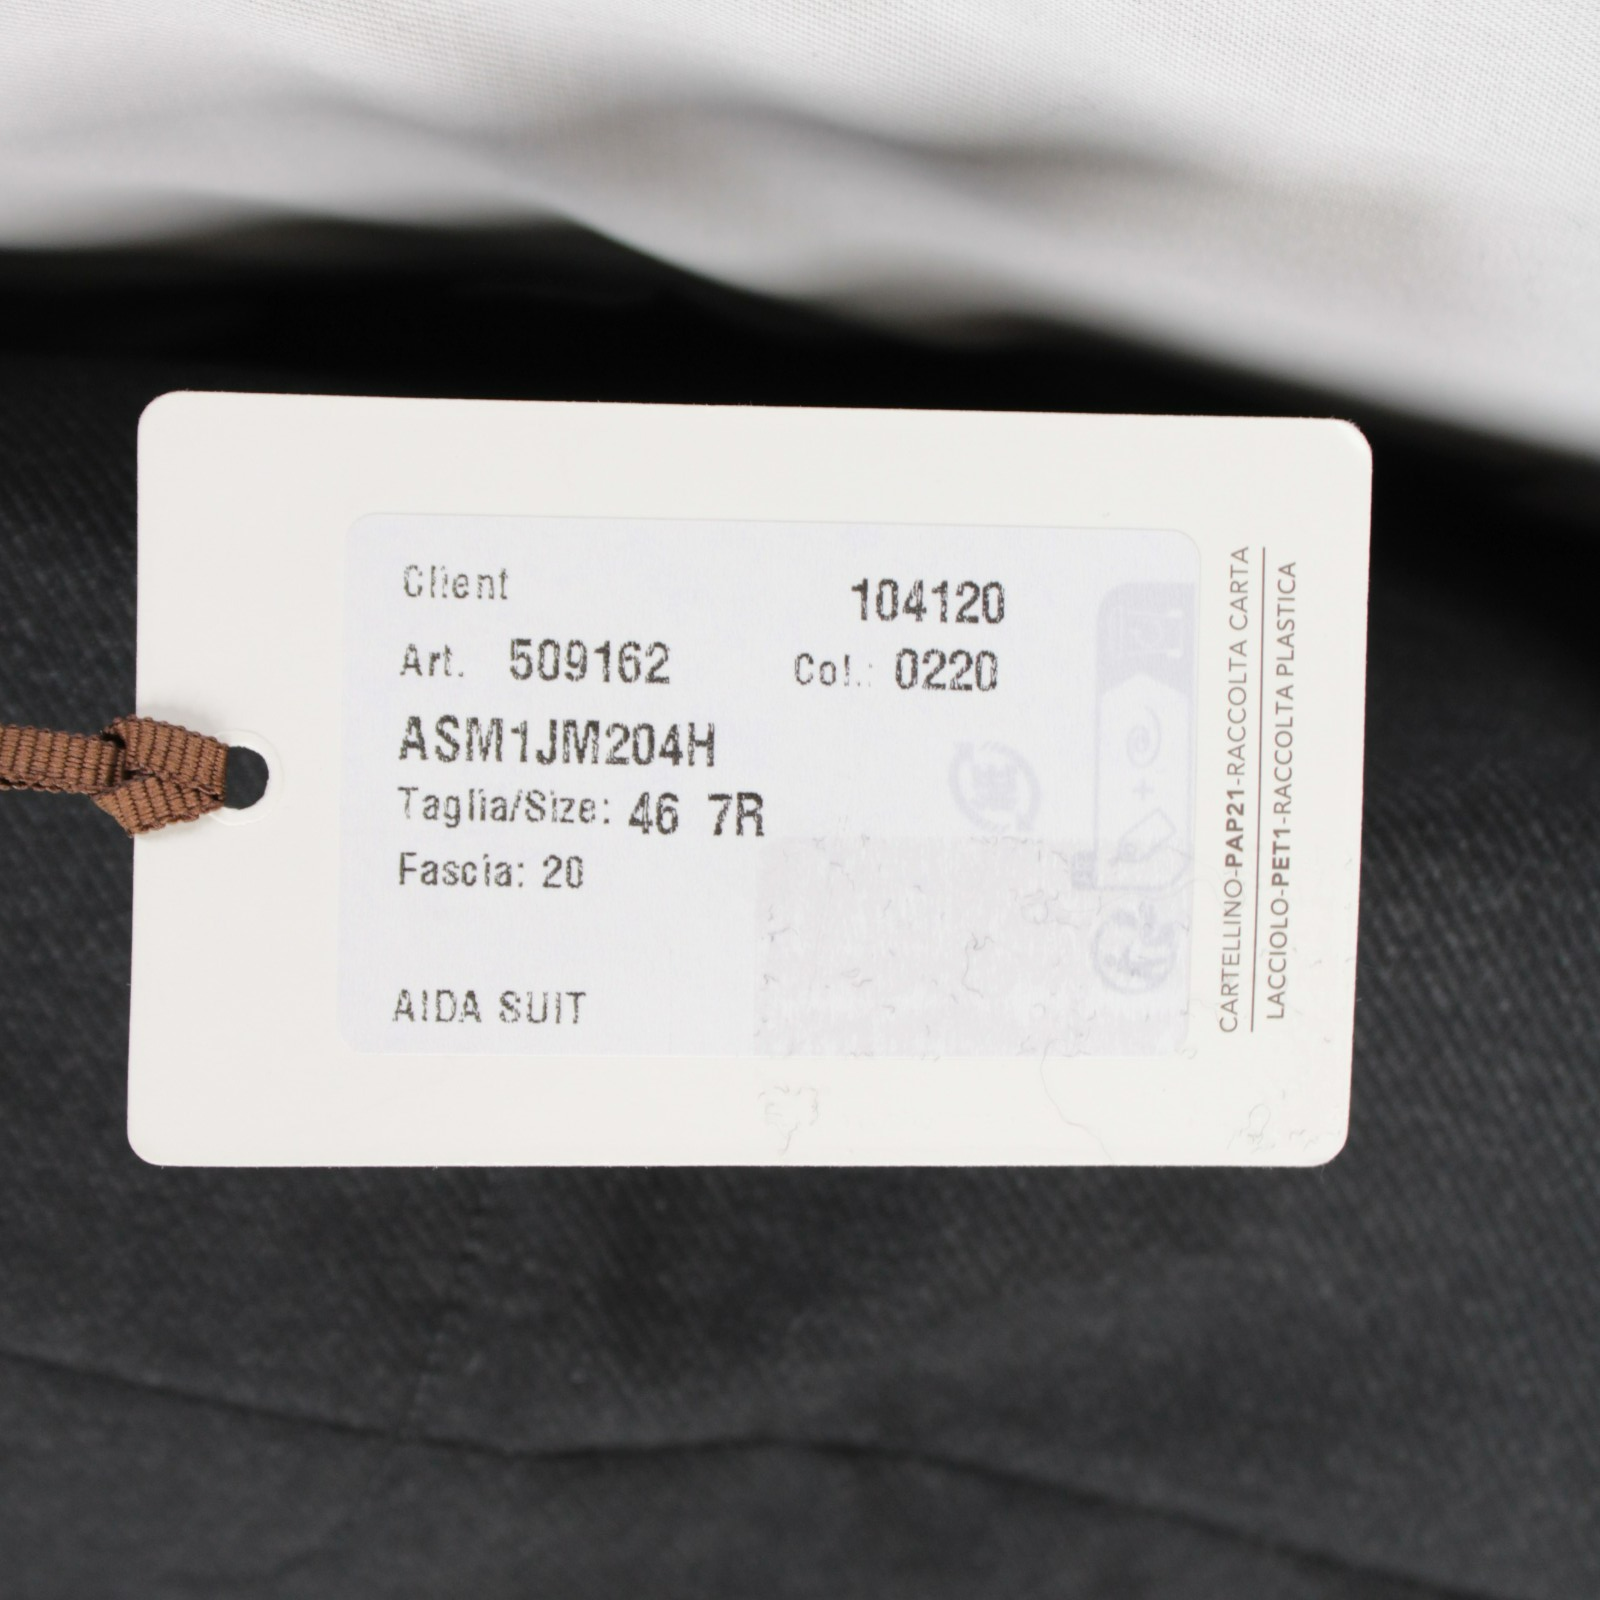 Client 104120
Art. 509162 Col.: 0220
ASM1JM204H
Taglia/Size: 46 7R
Fascia: 20
AIDA SUIT
CARTELLINO-PAP21-RACCOLTA CARTA
LACCIOLO-PET1-RACCOLTA PLASTICA